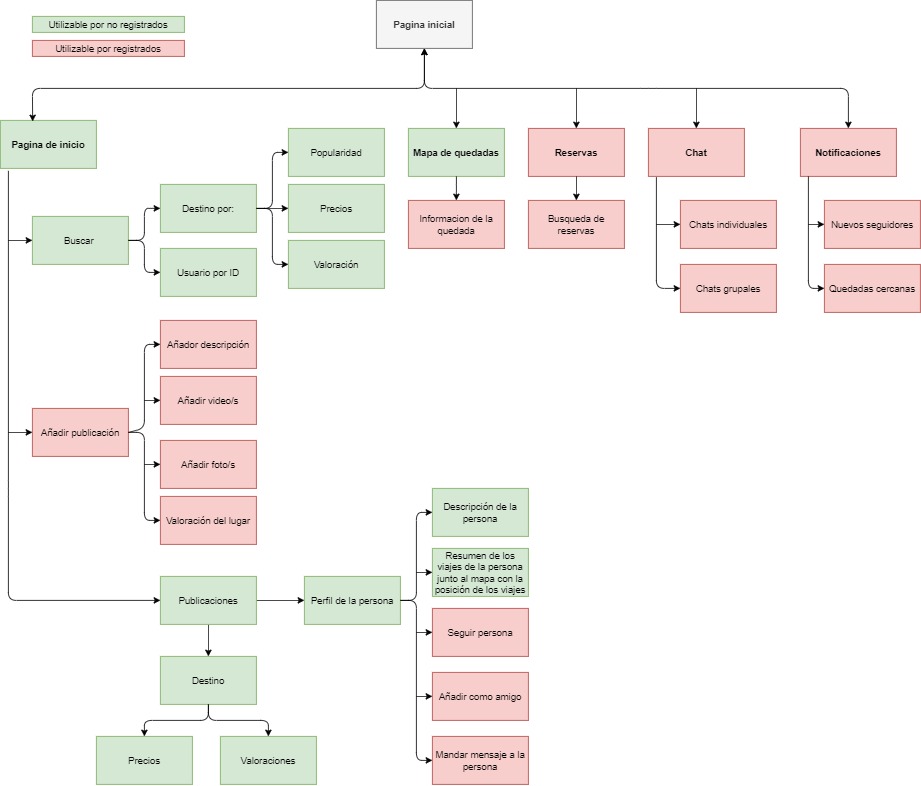 Pagina inicial
Utilizable por no registrados
Utilizable por registrados
Pagina de inicio
Mapa de quedadas
Reservas
Chat
Notificaciones
Popularidad
Destino por:
Precios
Buscar
Usuario por ID
Valoración
Informacion de la
quedada
Busqueda de
reservas
Chats individuales
Chats grupales
Nuevos seguidores
Quedadas cercanas
Añador descripción
Añadir video/s
Añadir publicación
Añadir foto/s
Valoración del lugar
Descripción de la
persona
Resumen de los
viajes de la persona
junto al mapa con la
posición de los viajes
Publicaciones
Perfil de la persona
Seguir persona
Destino
Añadir como amigo
Precios
Valoraciones
Mandar mensaje a la
persona